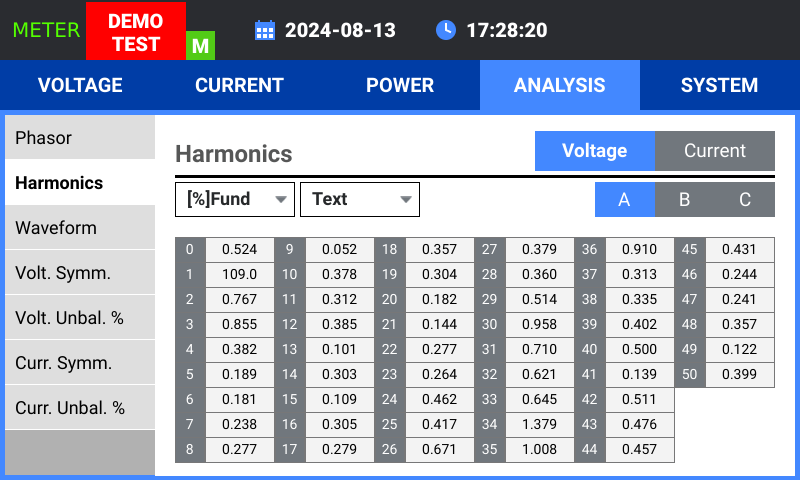 METER
DEMO
TEST
M
2024-08-13
17:28:20
VOLTAGE CURRENT POWER ANALYSIS SYSTEM
Phasor
Harmonics
Waveform
Volt. Symm.
Volt. Unbal. %
Curr. Symm.
Curr. Unbal. %
Harmonics
Voltage Current
[%]Fund Text
A B C
0 0.524 9 0.052 18 0.357 27 0.379 36 0.910 45 0.431
1 109.0 10 0.378 19 0.304 28 0.360 37 0.313 46 0.244
2 0.767 11 0.312 20 0.182 29 0.514 38 0.335 47 0.241
3 0.855 12 0.385 21 0.144 30 0.958 39 0.402 48 0.357
4 0.382 13 0.101 22 0.277 31 0.710 40 0.500 49 0.122
5 0.189 14 0.303 23 0.264 32 0.621 41 0.139 50 0.399
6 0.181 15 0.109 24 0.462 33 0.645 42 0.511
7 0.238 16 0.305 25 0.417 34 1.379 43 0.476
8 0.277 17 0.279 26 0.671 35 1.008 44 0.457